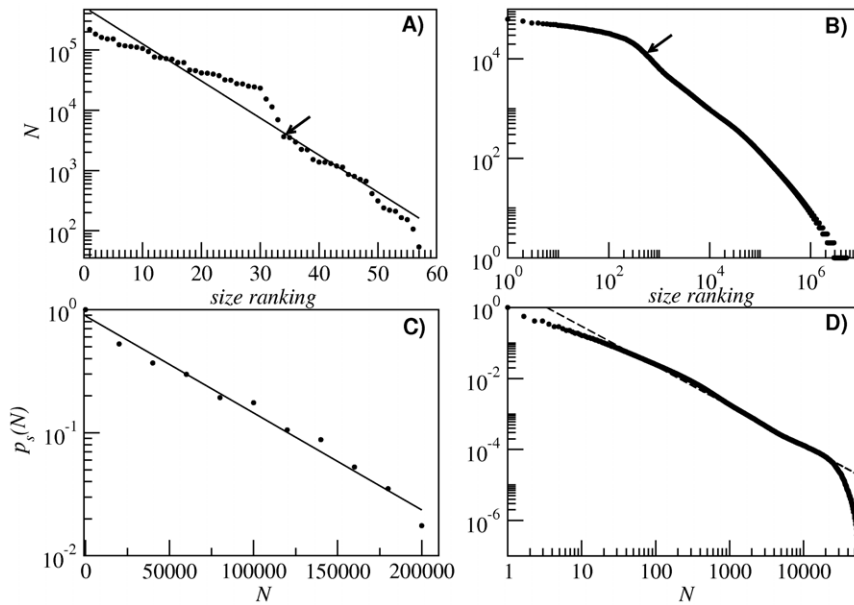 A)
N
10^5
10^4
10^3
10^2
0 10 20 30 40 50 60
size ranking
B)
10^4
10^2
10^0
10^0 10^2 10^4 10^6
size ranking
C)
p_s(N)
10^0
10^-1
10^-2
0 50000 100000 150000 200000
N
D)
10^0
10^-2
10^-4
10^-6
1 10 100 1000 10000
N